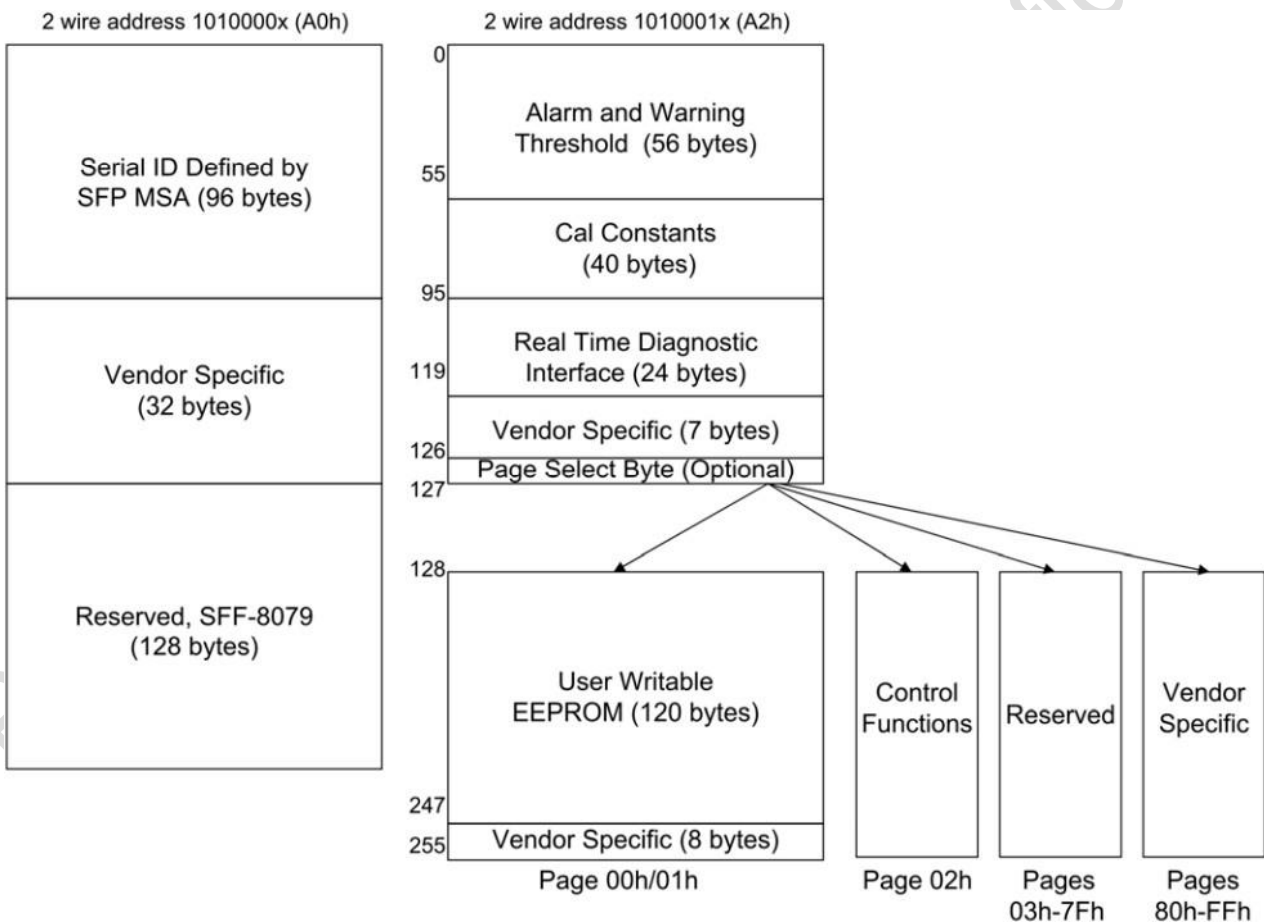 2 wire address 1010000x (A0h)
Serial ID Defined by
SFP MSA (96 bytes)
Vendor Specific
(32 bytes)
Reserved, SFF-8079
(128 bytes)
2 wire address 1010001x (A2h)
0
Alarm and Warning
Threshold (56 bytes)
55
Cal Constants
(40 bytes)
95
Real Time Diagnostic
Interface (24 bytes)
119
Vendor Specific (7 bytes)
126
Page Select Byte (Optional)
127
128
User Writable
EEPROM (120 bytes)
247
Vendor Specific (8 bytes)
255
Page 00h/01h
Control
Functions
Page 02h
Reserved
Pages
03h-7Fh
Vendor
Specific
Pages
80h-FFh